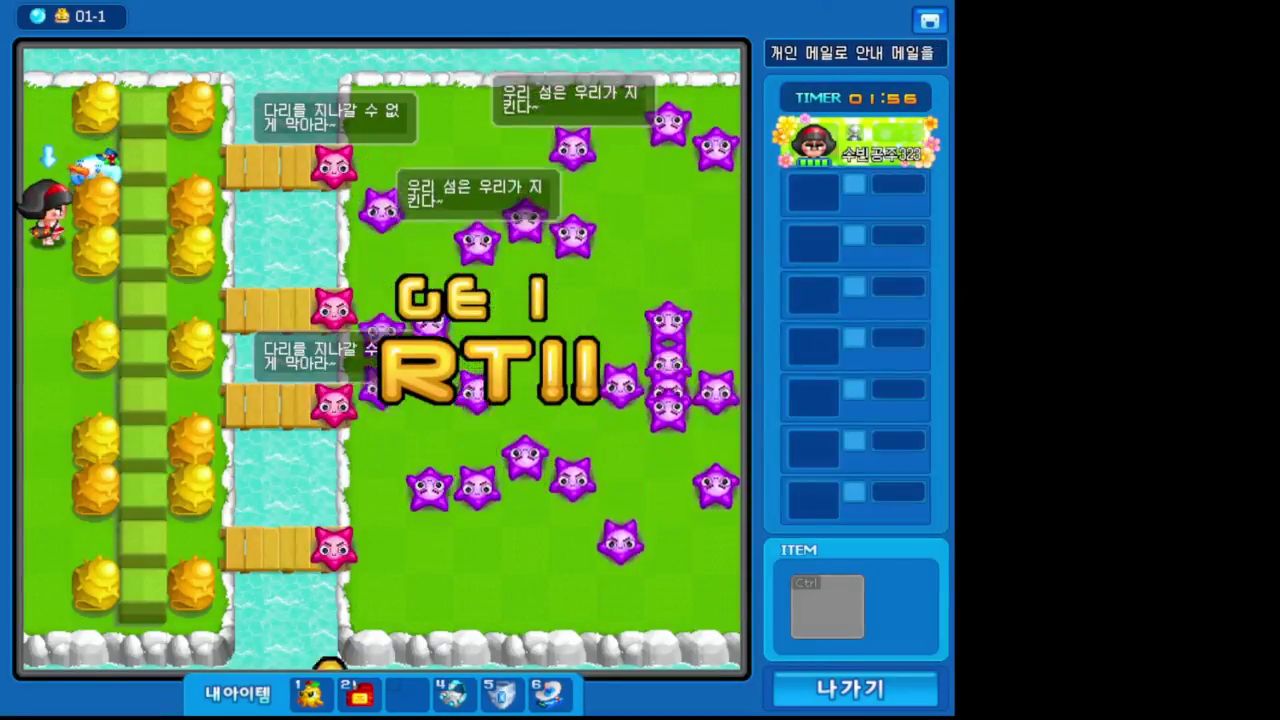 01-1
개인 메일로 안내 메일을
TIMER 01:56
수빈공주023
다리를 지나갈 수 없
게 막아라~
우리 섬은 우리가 지
킨다~
우리 섬은 우리가 지
킨다~
GE 1
RT!!
다리를 지나갈 수
게 막아라~
ITEM
Ctrl
내아이템
1
2
4
5
6
나가기